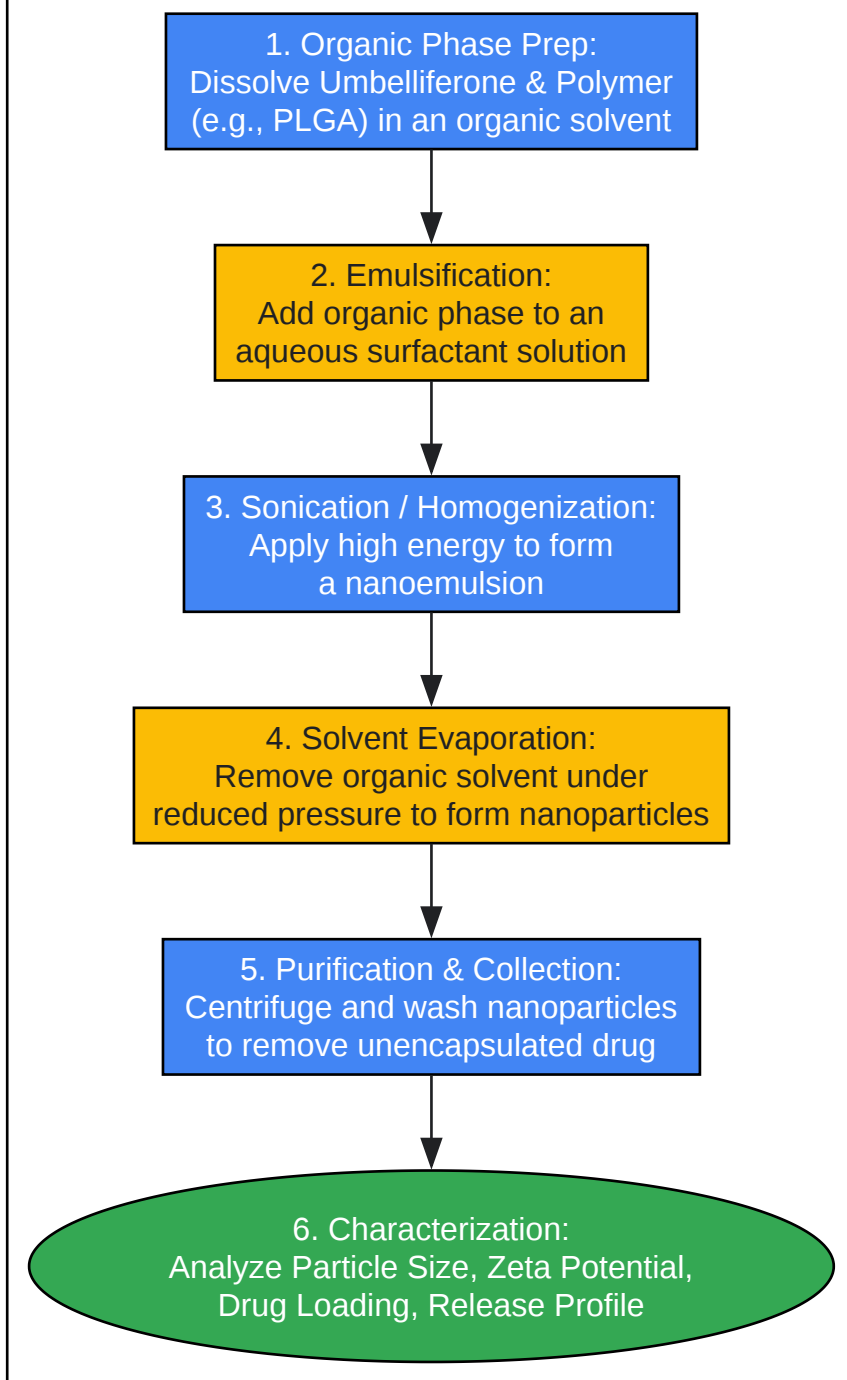 1. Organic Phase Prep:
Dissolve Umbelliferone & Polymer
(e.g., PLGA) in an organic solvent
2. Emulsification:
Add organic phase to an
aqueous surfactant solution
3. Sonication / Homogenization:
Apply high energy to form
a nanoemulsion
4. Solvent Evaporation:
Remove organic solvent under
reduced pressure to form nanoparticles
5. Purification & Collection:
Centrifuge and wash nanoparticles
to remove unencapsulated drug
6. Characterization:
Analyze Particle Size, Zeta Potential,
Drug Loading, Release Profile